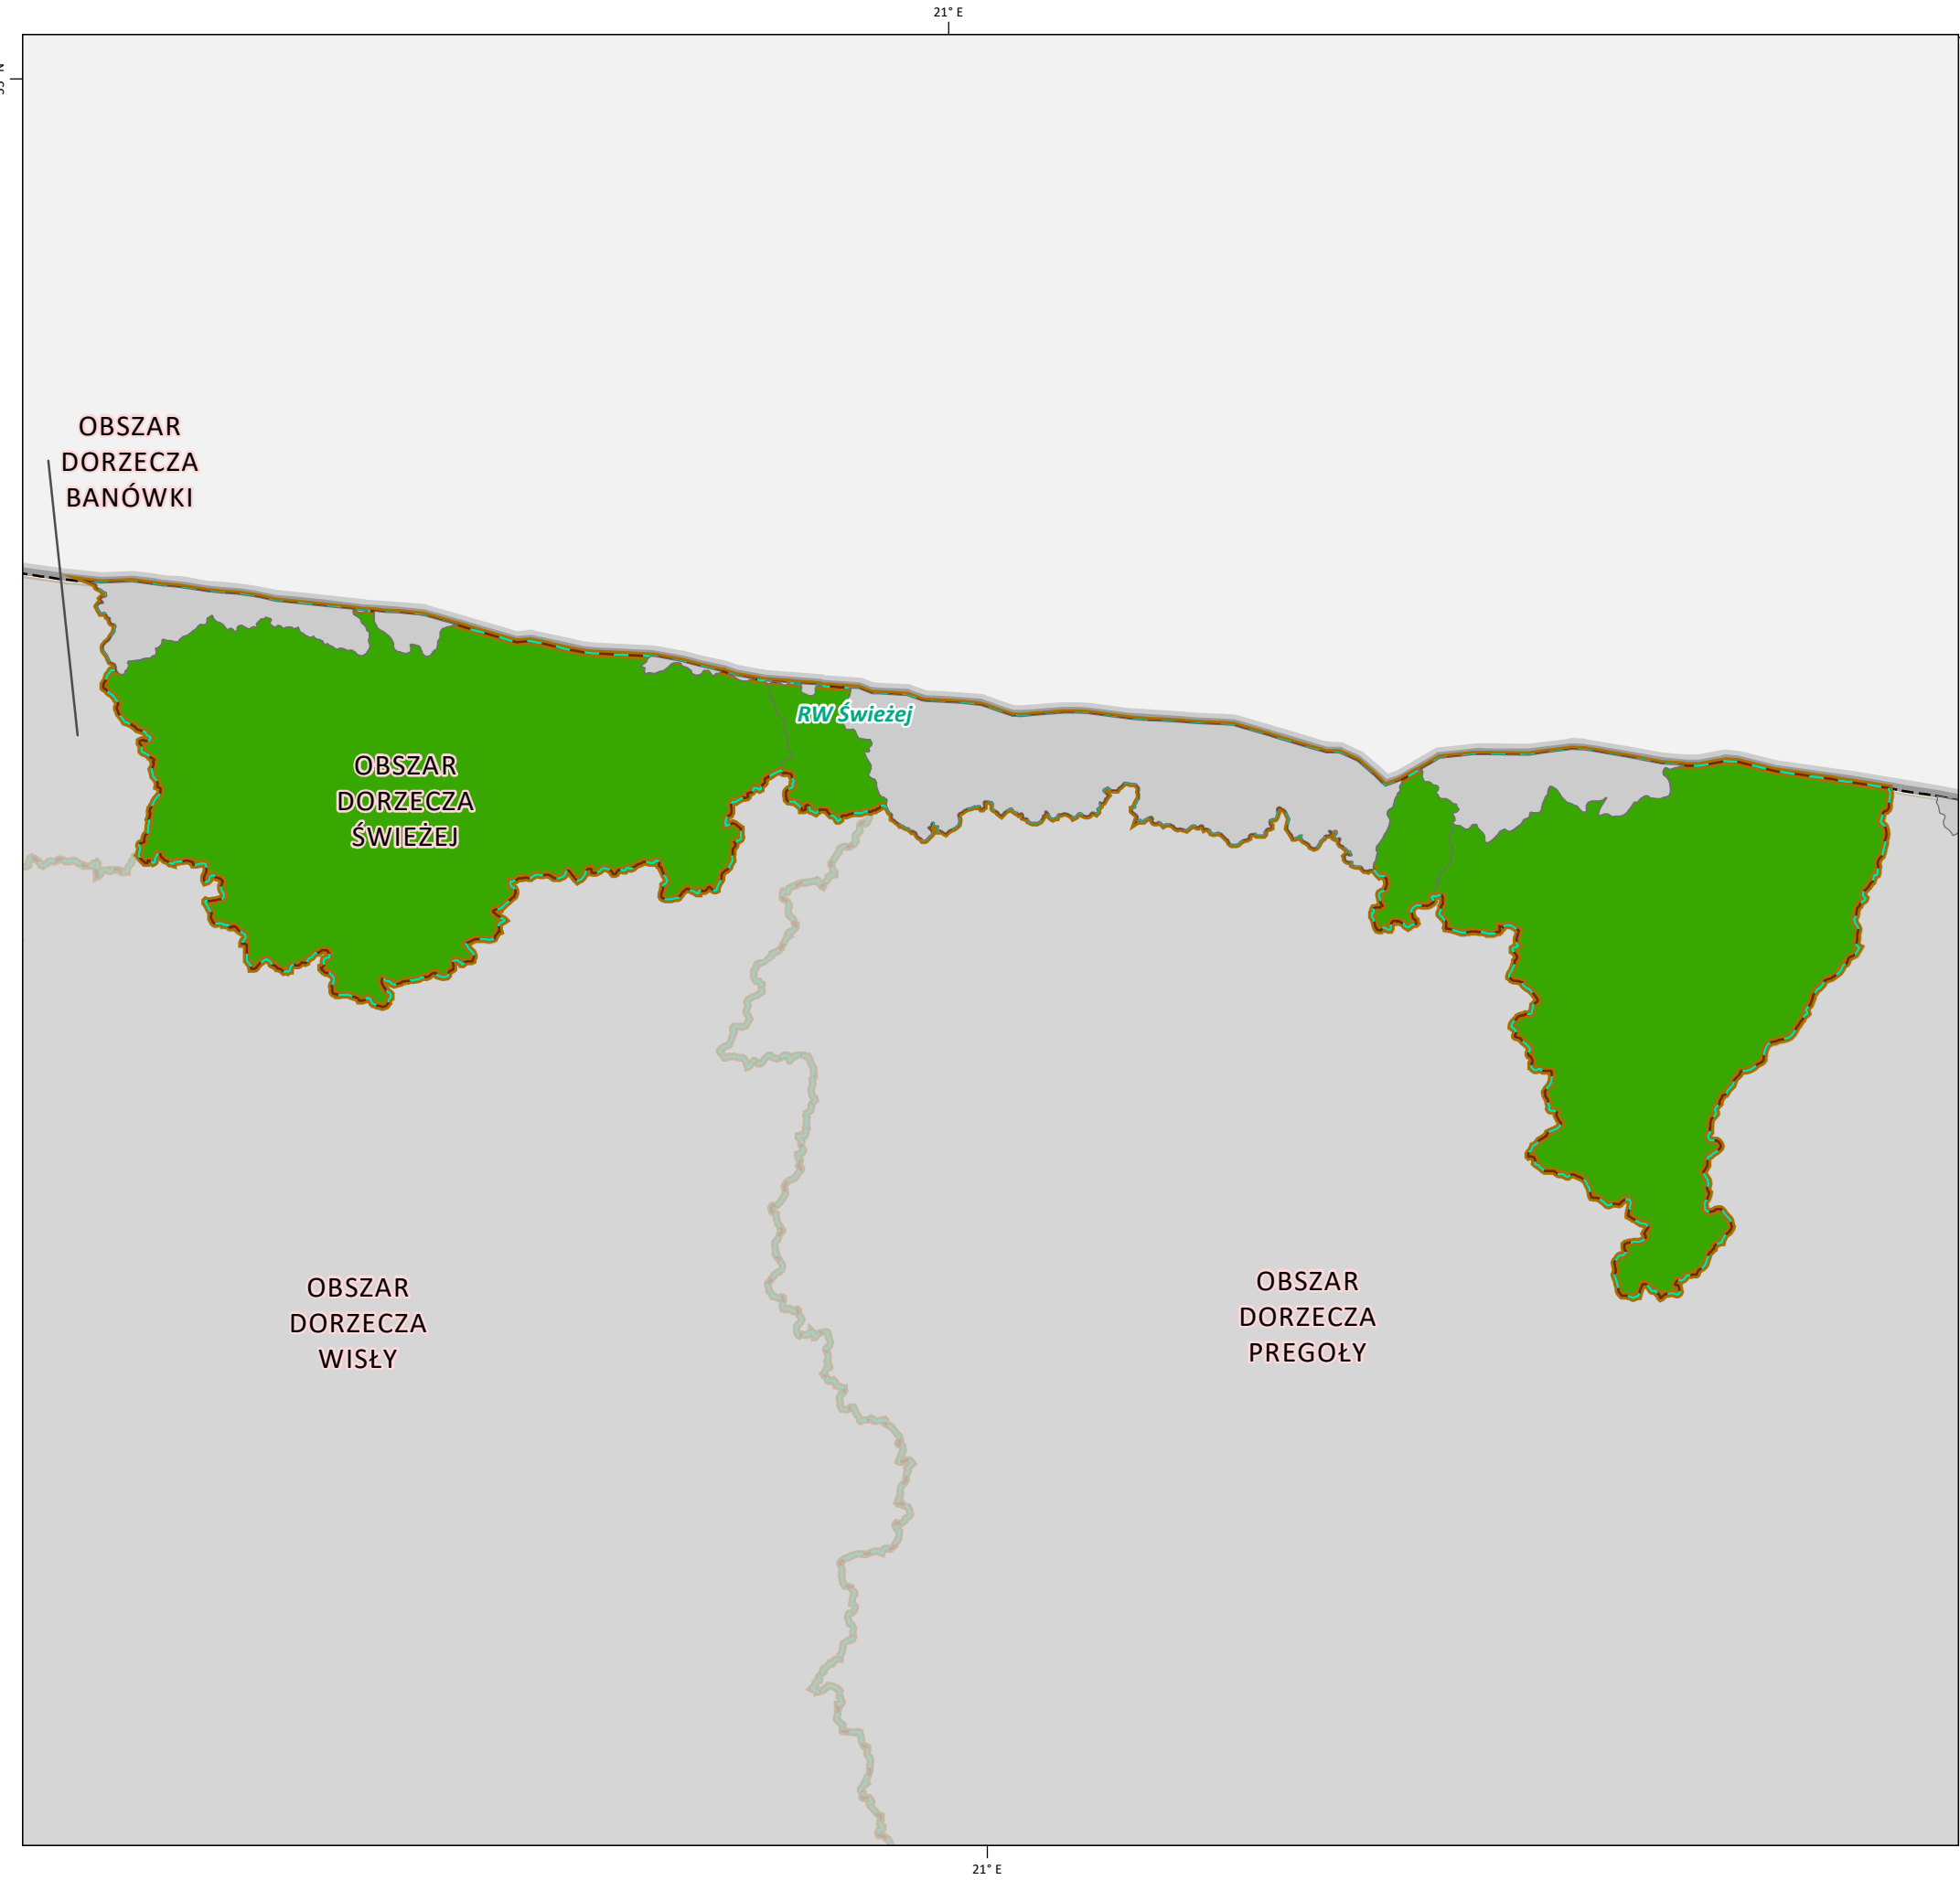 21° E
OBSZAR
DORZECZA
BANÓWKI
RW Świeżej
OBSZAR
DORZECZA
ŚWIEŻEJ
OBSZAR
DORZECZA
WISŁY
OBSZAR
DORZECZA
PREGOŁY
21° E